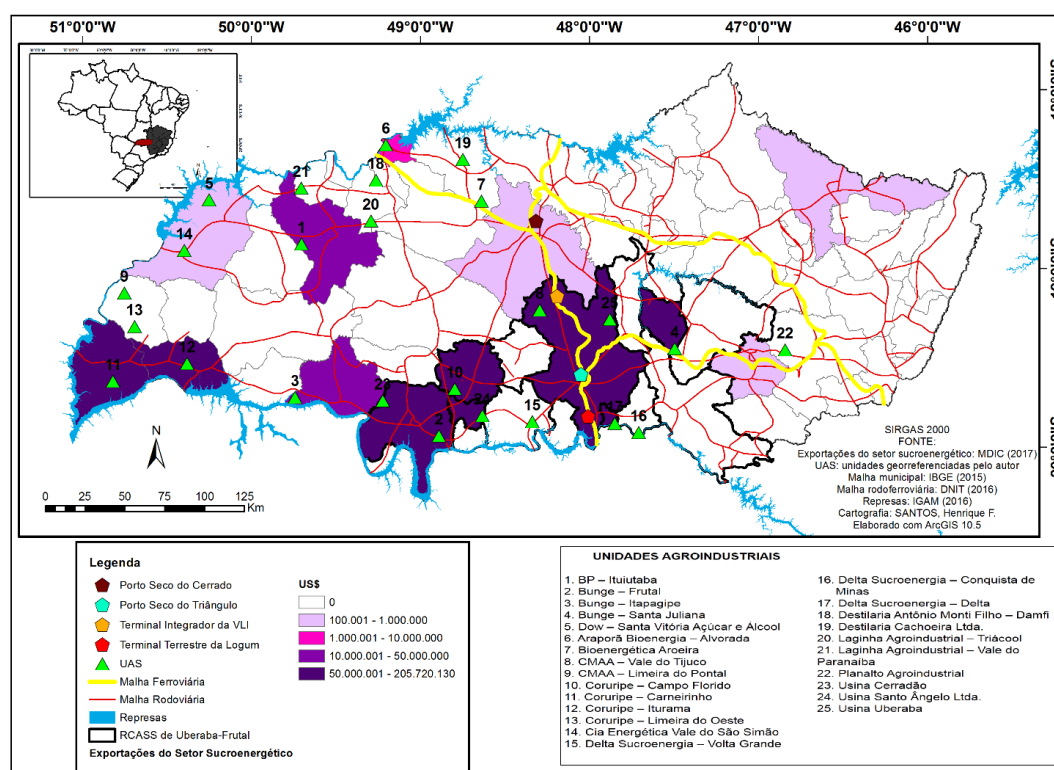 51°0'0"O 50°0'0"O 49°0'0"O 48°0'0"O 47°0'0"O 46°0'0"O
6
19
21
18
5
7
20
1
14
9
8
25
13
4
22
12
11
10
3
23
24
15
17
16
2
N
0 25 50 75 100 125
Km
SIRGAS 2000
FONTE:
Exportações do setor sucroenergético: MDIC (2017)
UAS: unidades georreferenciadas pelo autor
Malha municipal: IBGE (2015)
Malha rodoferroviária: DNIT (2016)
Represas: IGAM (2016)
Cartografia: SANTOS, Henrique F.
Elaborado com ArcGIS 10.5
Legenda
Porto Seco do Cerrado
Porto Seco do Triângulo
Terminal Integrador da VLI
Terminal Terrestre da Logum
UAS
Malha Ferroviária
Malha Rodoviária
Represas
RCASS de Uberaba-Frutal
Exportações do Setor Sucroenergético
US$
0
100.001 - 1.000.000
1.000.001 - 10.000.000
10.000.001 - 50.000.000
50.000.001 - 205.720.130
UNIDADES AGROINDUSTRIAIS
1. BP – Ituiutaba
2. Bunge – Frutal
3. Bunge – Itapagipe
4. Bunge – Santa Juliana
5. Dow – Santa Vitória Açúcar e Álcool
6. Araporã Bioenergia – Alvorada
7. Bioenergética Aroeira
8. CMAA – Vale do Tijuco
9. CMAA – Limeira do Pontal
10. Coruripe – Campo Florido
11. Coruripe – Carneirinho
12. Coruripe – Iturama
13. Coruripe – Limeira do Oeste
14. Cia Energética Vale do São Simão
15. Delta Sucroenergia – Volta Grande
16. Delta Sucroenergia – Conquista de
Minas
17. Delta Sucroenergia – Delta
18. Destilaria Antônio Monti Filho – Damfi
19. Destilaria Cachoeira Ltda.
20. Laginha Agroindustrial – Triácool
21. Laginha Agroindustrial – Vale do
Paranaíba
22. Planalto Agroindustrial
23. Usina Cerradão
24. Usina Santo Ângelo Ltda.
25. Usina Uberaba